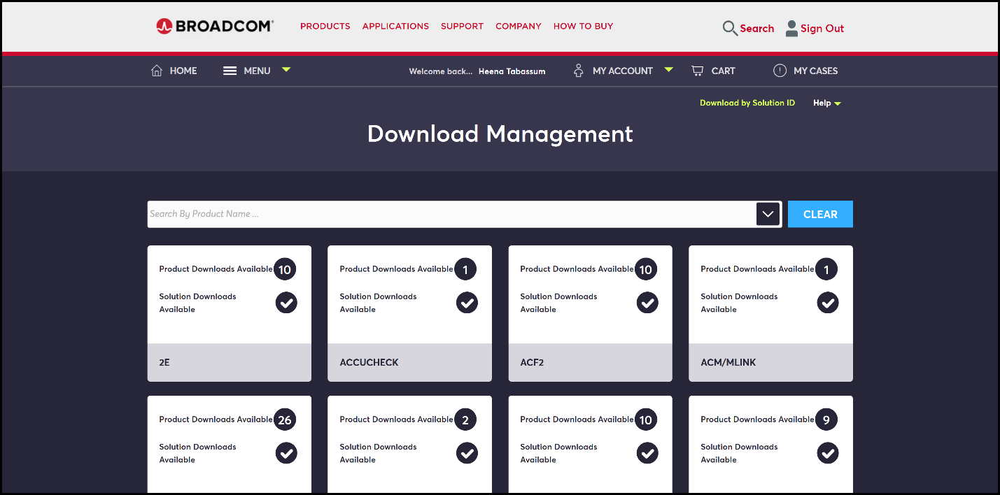 BROADCOM®
PRODUCTS APPLICATIONS SUPPORT COMPANY HOW TO BUY
Search Sign Out
HOME MENU Welcome back... Heena Tabassum MY ACCOUNT CART MY CASES
Download by Solution ID Help
Download Management
Search By Product Name ...
CLEAR
Product Downloads Available 10
Solution Downloads
Available
2E
Product Downloads Available 1
Solution Downloads
Available
ACCUCHECK
Product Downloads Available 10
Solution Downloads
Available
ACF2
Product Downloads Available 1
Solution Downloads
Available
ACM/MLINK
Product Downloads Available 26
Solution Downloads
Available
Product Downloads Available 2
Solution Downloads
Available
Product Downloads Available 10
Solution Downloads
Available
Product Downloads Available 9
Solution Downloads
Available